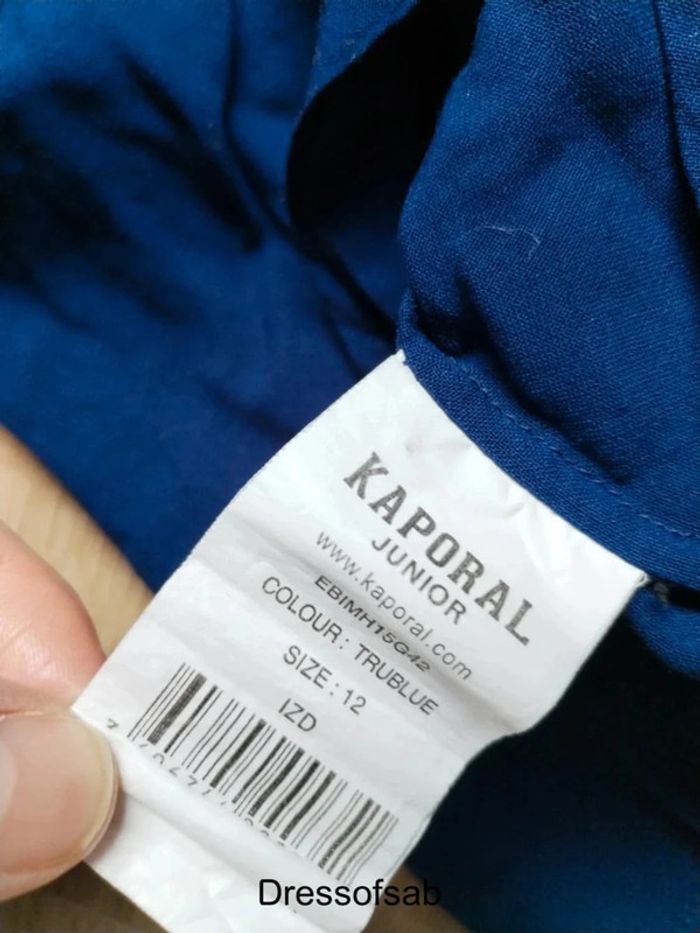 KAPORAL
JUNIOR
www.kaporal.com
EBIMH15G42
COLOUR: TRUBLUE
SIZE: 12
IZD
Dressofsab